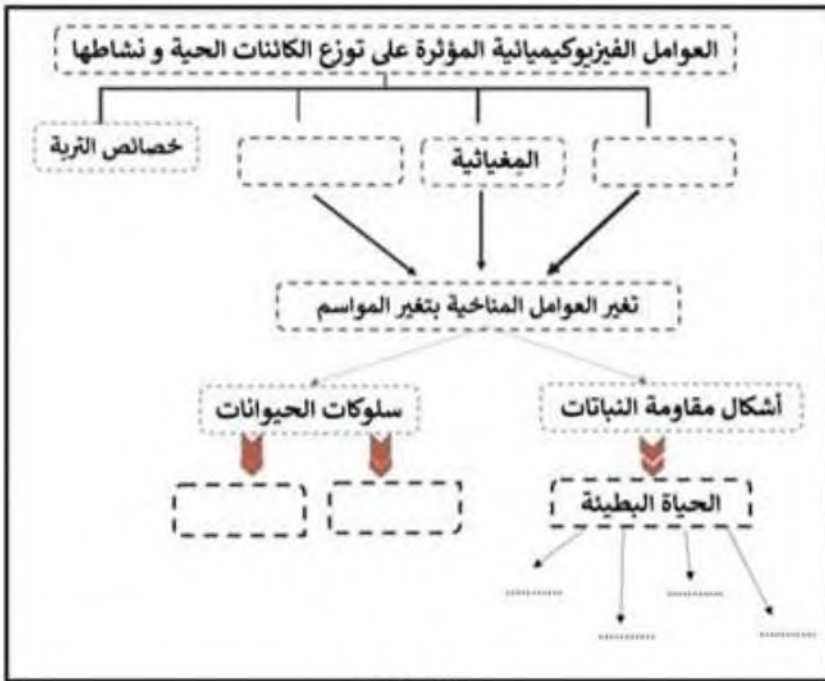 العوامل الفيزيوكيميائية المؤثرة على توزع الكائنات الحية و نشاطها
المغياثية
خصائص التربة
تغير العوامل المناخية بتغير المواسم
أشكال مقاومة النباتات
سلوكات الحيوانات
الحياة البطيئة
............
............
............
............